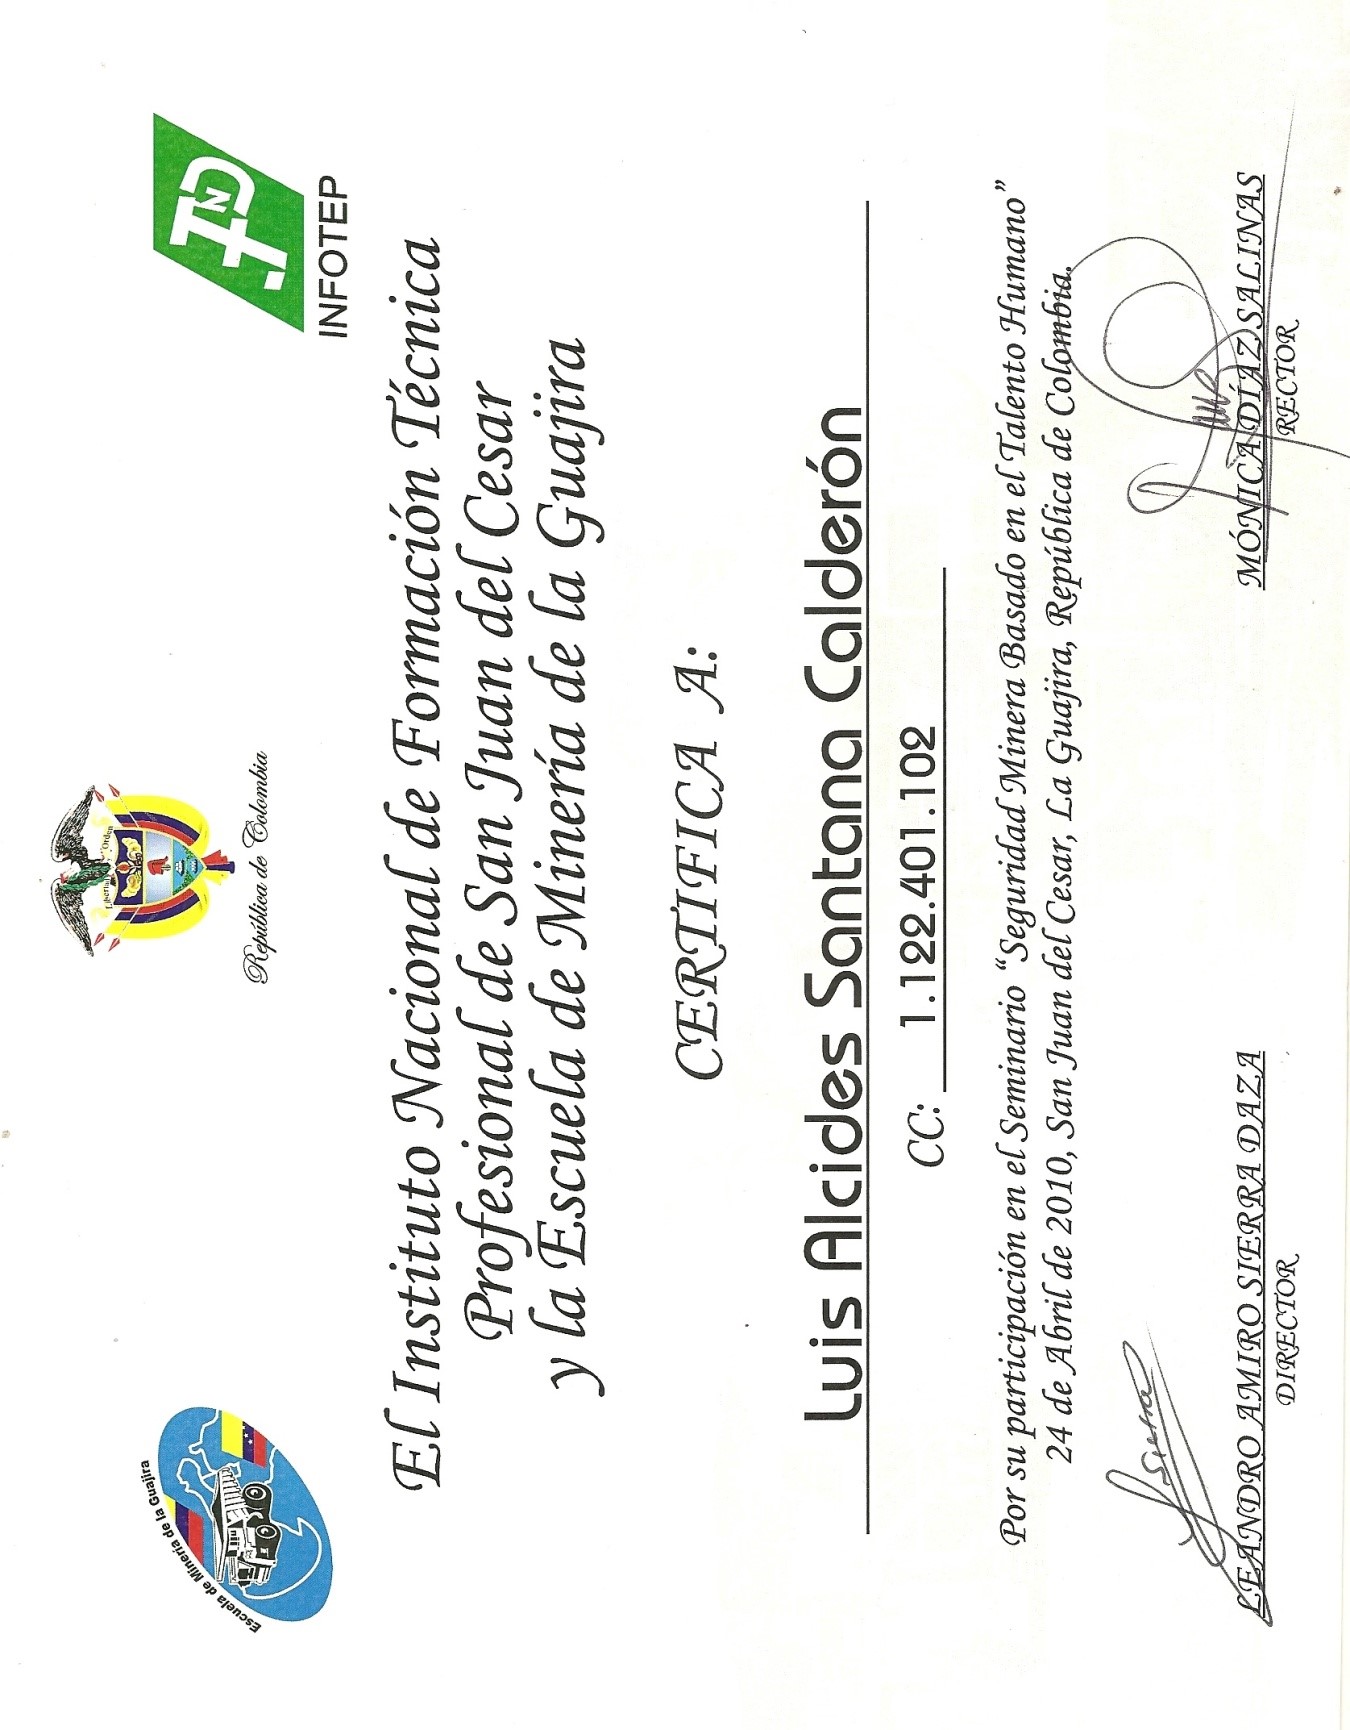 Escuela de Minería de la Guajira
Libertad y Orden
República de Colombia
INFOTEP
El Instituto Nacional de Formación Técnica
Profesional de San Juan del Cesar
y la Escuela de Minería de la Guajira
CERTIFICA A:
Luis Alcides Santana Calderón
CC: 1.122.401.102
Por su participación en el Seminario “Seguridad Minera Basado en el Talento Humano”
24 de Abril de 2010, San Juan del Cesar, La Guajira, República de Colombia.
LEANDRO AMIRO SIERRA DAZA
DIRECTOR
MÓNICA DÍAZ SALINAS
RECTOR